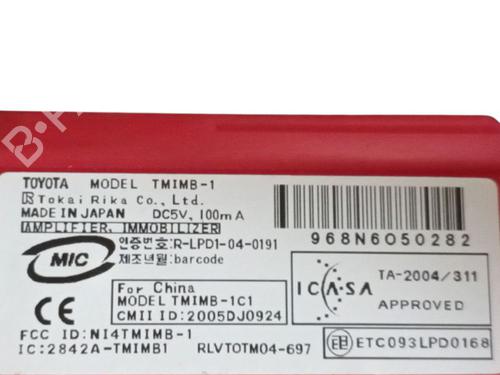 TOYOTA MODEL TMIMB-1
Tokai Rika Co., Ltd.
MADE IN JAPAN DC5V, 100mA
AMPLIFIER, IMMOBILIZER
MIC
인증번호:R-LPD1-04-0191
제조년월:barcode
968N6050282
CE
For China
MODEL TMIMB-1C1
CMII ID:2005DJ0924
ICASA
TA-2004/311
APPROVED
FCC ID:NI4TMIMB-1
IC:2842A-TMIMB1
RLVTOTM04-697
ETC093LPD0168